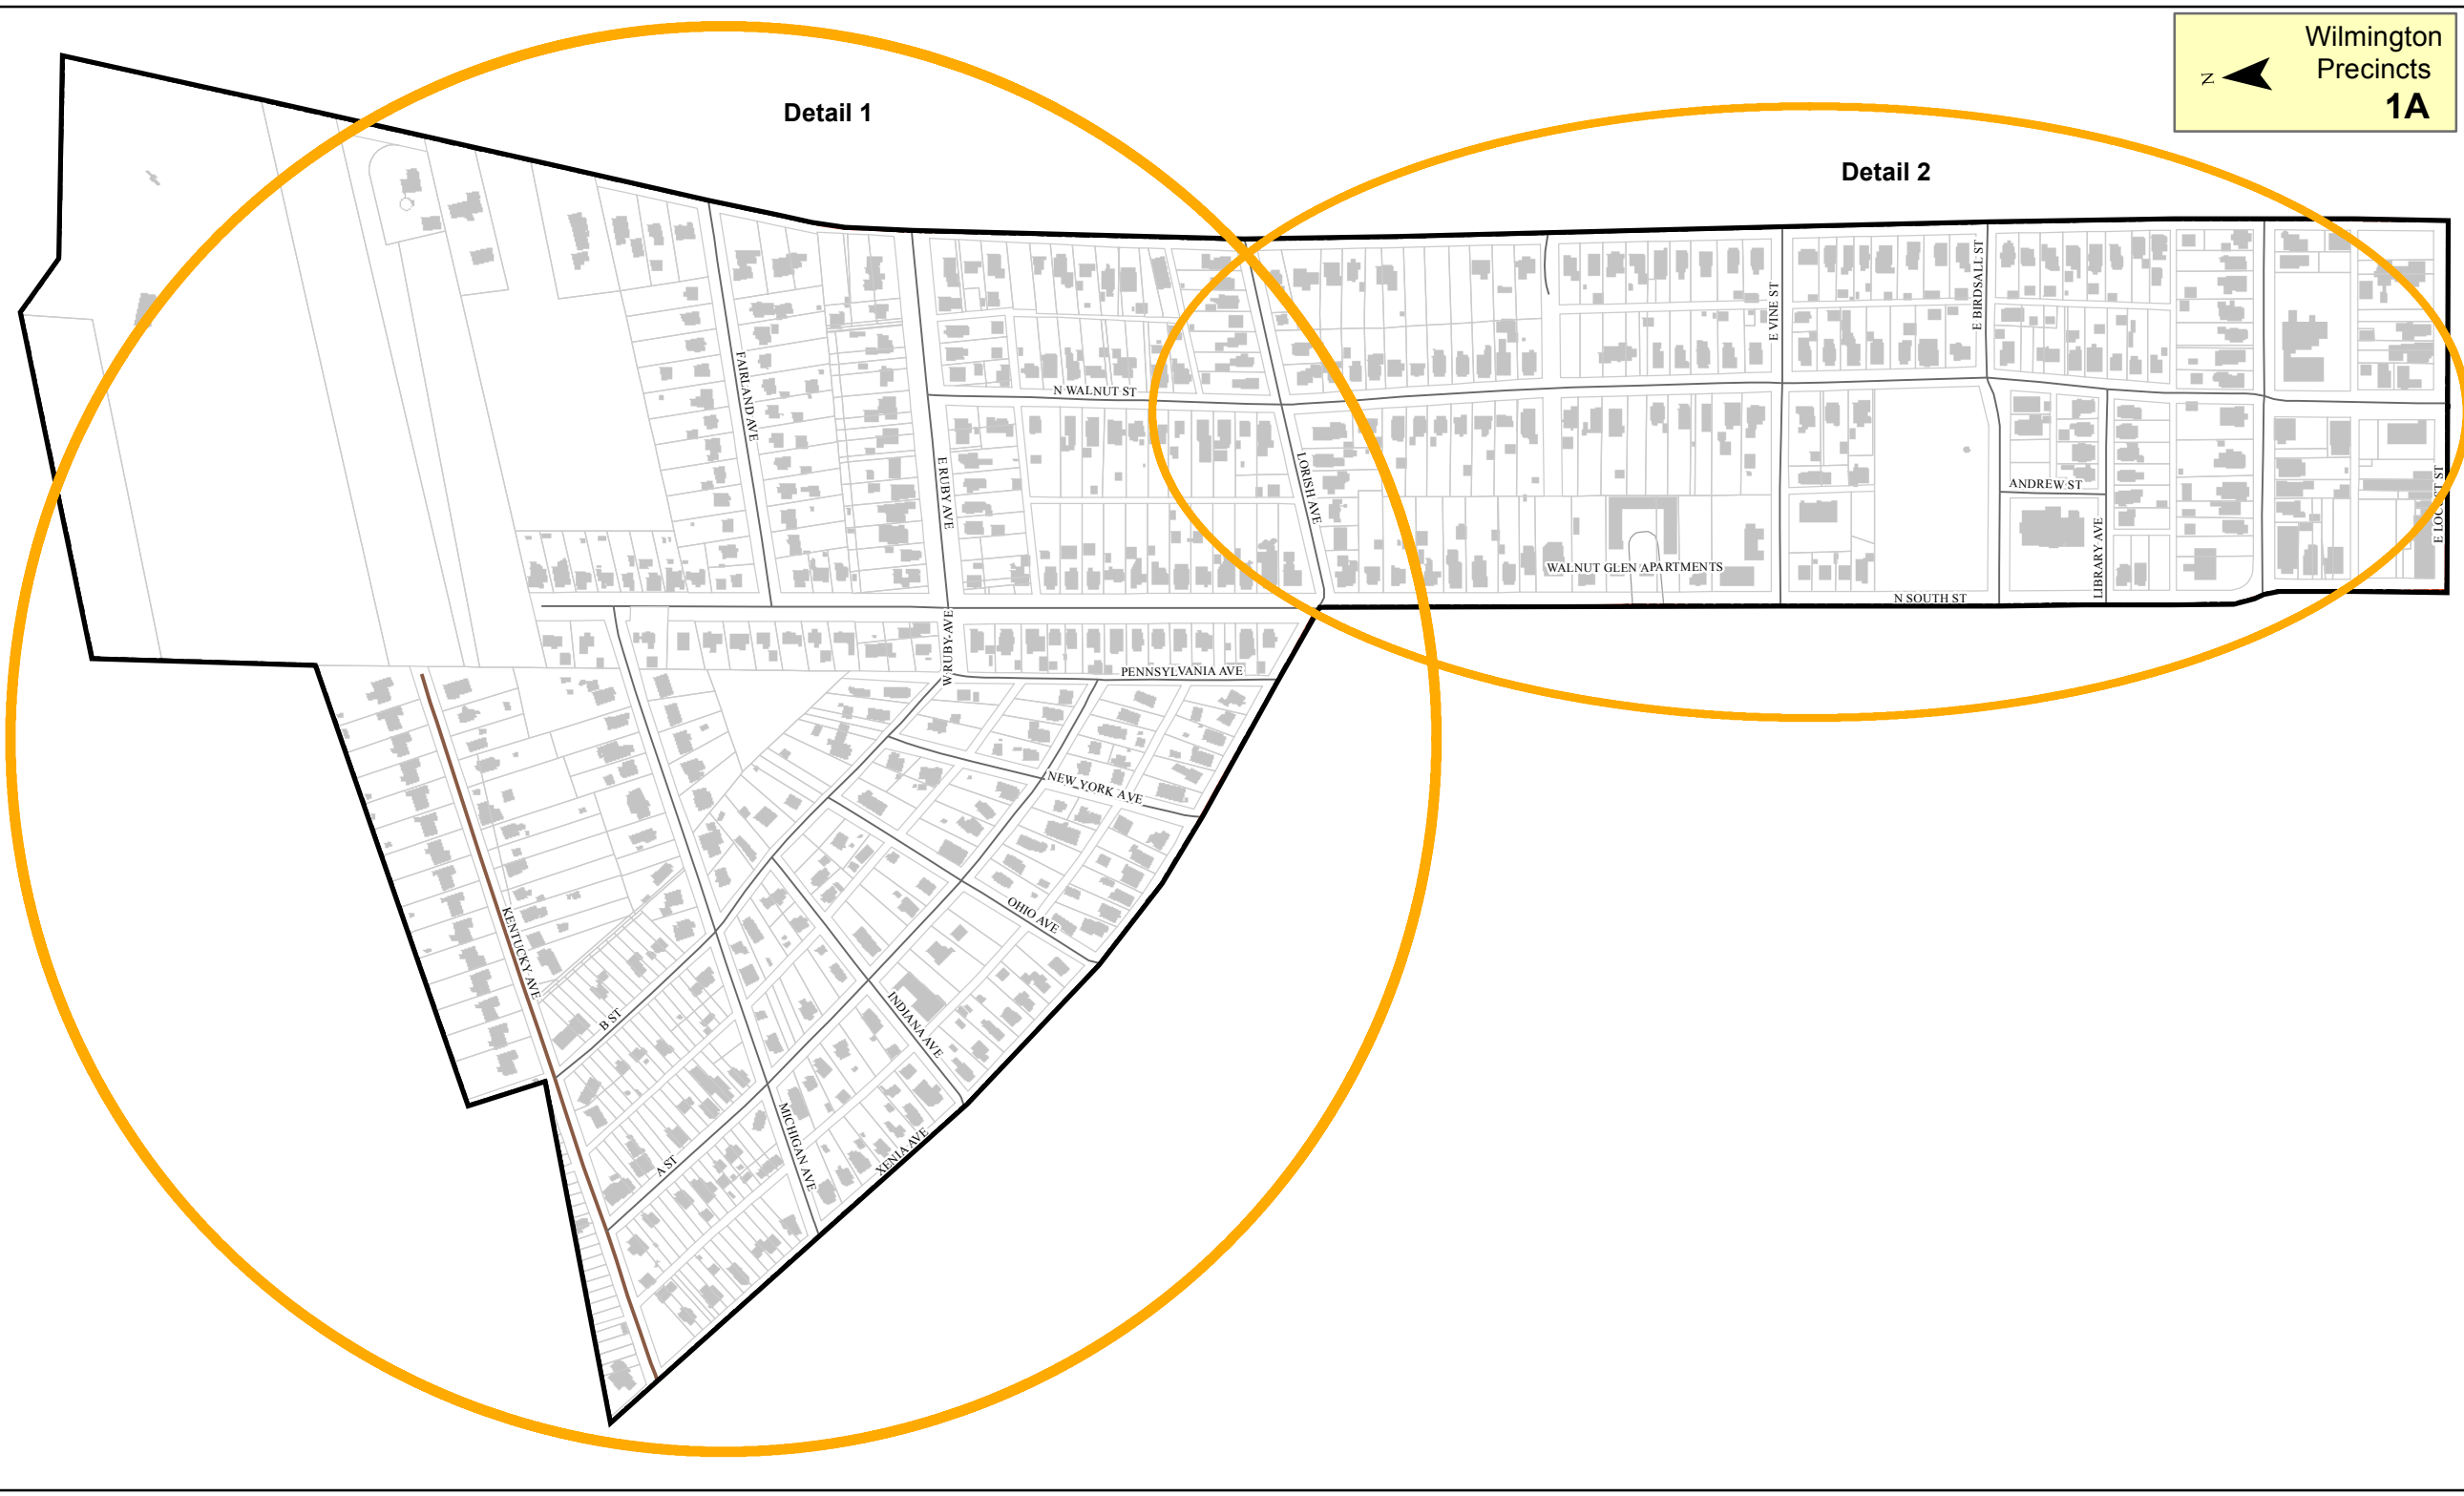 Wilmington
Precincts
1A
N
Detail 1
Detail 2
E BIRDSALL ST
E VINE ST
FAIRLAND AVE
N WALNUT ST
E RUBY AVE
LORISH AVE
ANDREW ST
E LOCUST ST
LIBRARY AVE
WALNUT GLEN APARTMENTS
N SOUTH ST
W RUBY AVE
PENNSYLVANIA AVE
NEW YORK AVE
OHIO AVE
KENTUCKY AVE
B ST
INDIANA AVE
MICHIGAN AVE
XENIA AVE
A ST